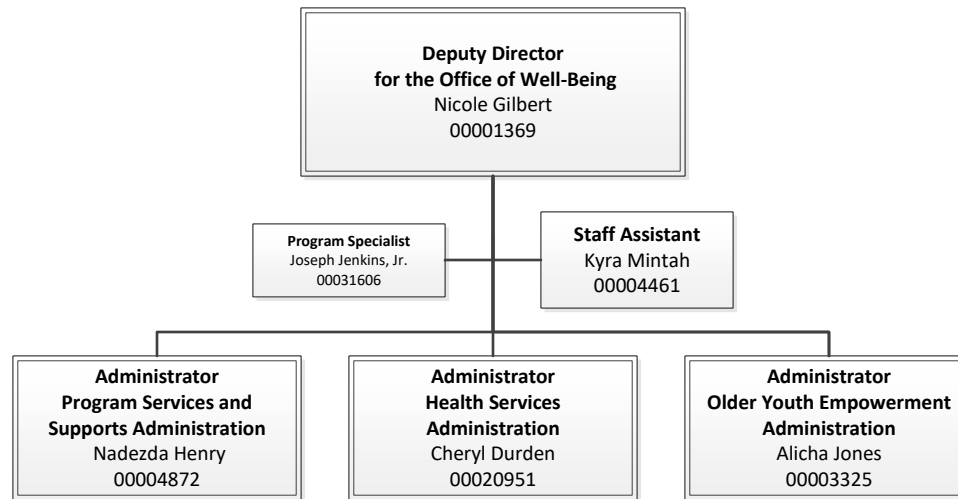 Deputy Director
for the Office of Well-Being
Nicole Gilbert
00001369
Program Specialist
Joseph Jenkins, Jr.
00031606
Staff Assistant
Kyra Mintah
00004461
Administrator
Program Services and
Supports Administration
Nadezda Henry
00004872
Administrator
Health Services
Administration
Cheryl Durden
00020951
Administrator
Older Youth Empowerment
Administration
Alicha Jones
00003325